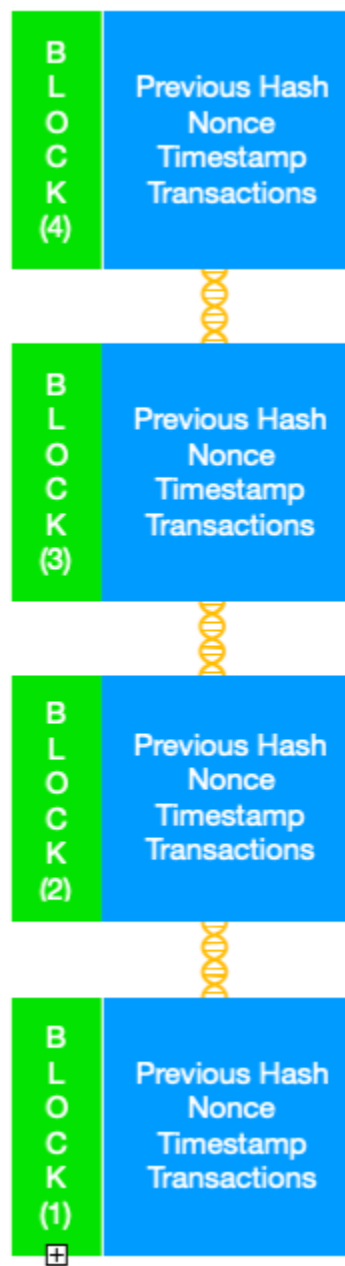 B
L
O
C
K
(4)
Previous Hash
Nonce
Timestamp
Transactions
B
L
O
C
K
(3)
Previous Hash
Nonce
Timestamp
Transactions
B
L
O
C
K
(2)
Previous Hash
Nonce
Timestamp
Transactions
B
L
O
C
K
(1)
Previous Hash
Nonce
Timestamp
Transactions